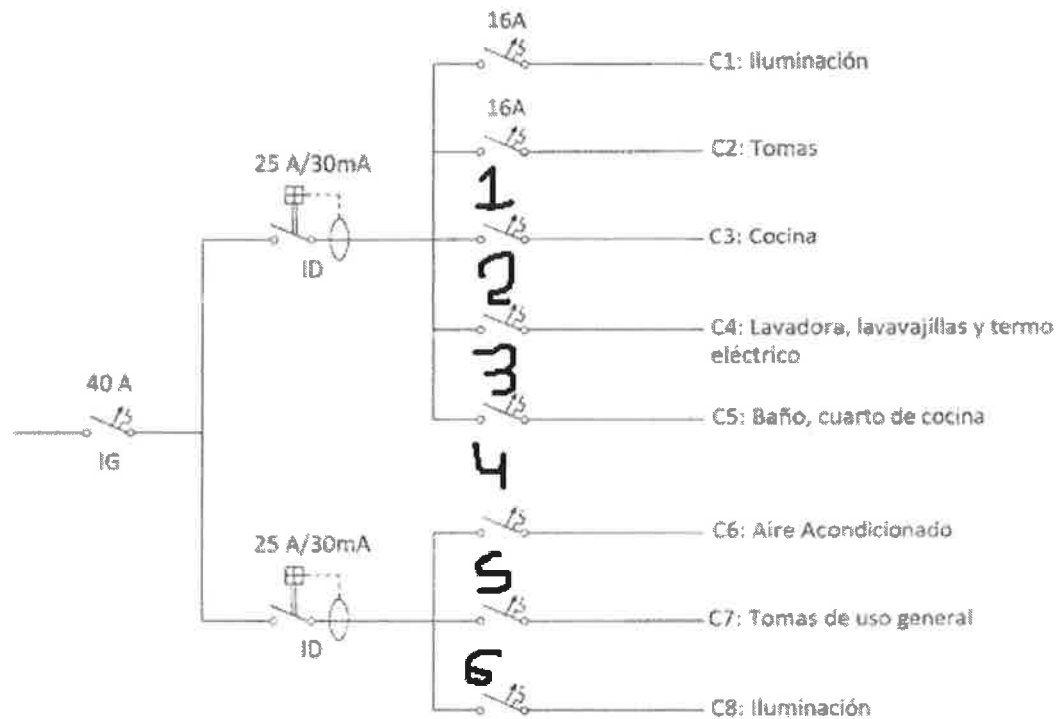 16A
C1: Iluminación
16A
C2: Tomas
25 A/30mA
ID
1
C3: Cocina
2
C4: Lavadora, lavavajillas y termo
eléctrico
3
C5: Baño, cuarto de cocina
40 A
IG
4
C6: Aire Acondicionado
25 A/30mA
ID
5
C7: Tomas de uso general
6
C8: Iluminación